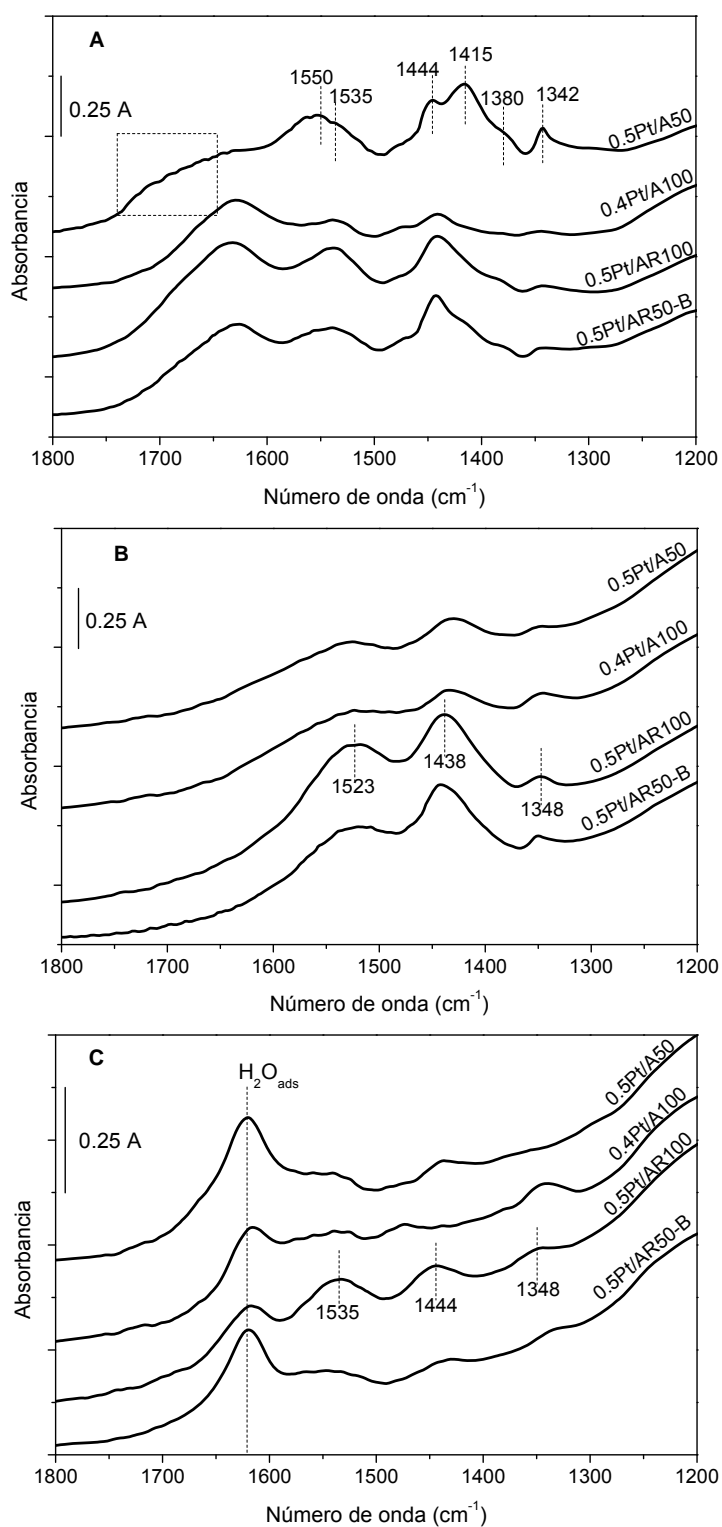 A
0.25 A
1550
1535
1444
1415
1380
1342
0.5Pt/A50
0.4Pt/A100
0.5Pt/AR100
0.5Pt/AR50-B
Absorbancia
1800 1700 1600 1500 1400 1300 1200
Número de onda (cm⁻¹)
B
0.25 A
0.5Pt/A50
0.4Pt/A100
0.5Pt/AR100
0.5Pt/AR50-B
1523
1438
1348
Absorbancia
1800 1700 1600 1500 1400 1300 1200
Número de onda (cm⁻¹)
C
H₂Oads
0.25 A
0.5Pt/A50
0.4Pt/A100
0.5Pt/AR100
0.5Pt/AR50-B
1535
1444
1348
Absorbancia
1800 1700 1600 1500 1400 1300 1200
Número de onda (cm⁻¹)